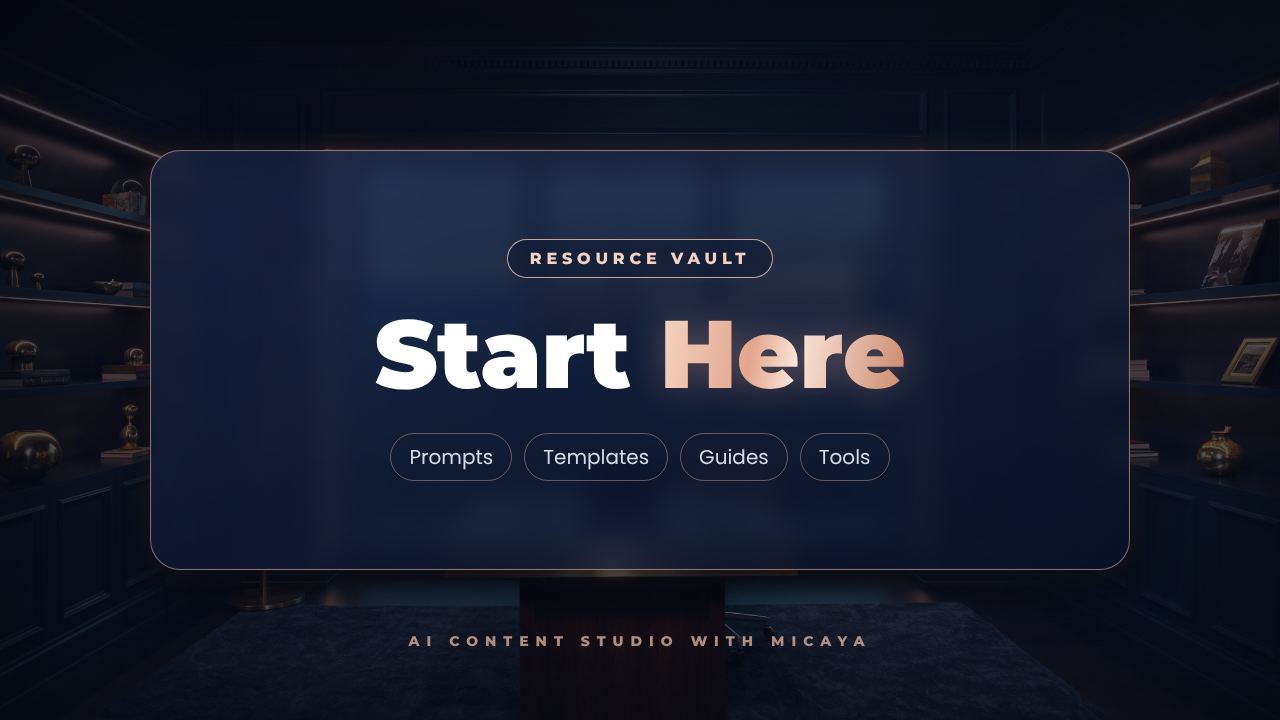 RESOURCE VAULT
Start Here
Prompts Templates Guides Tools
AI CONTENT STUDIO WITH MICAYA